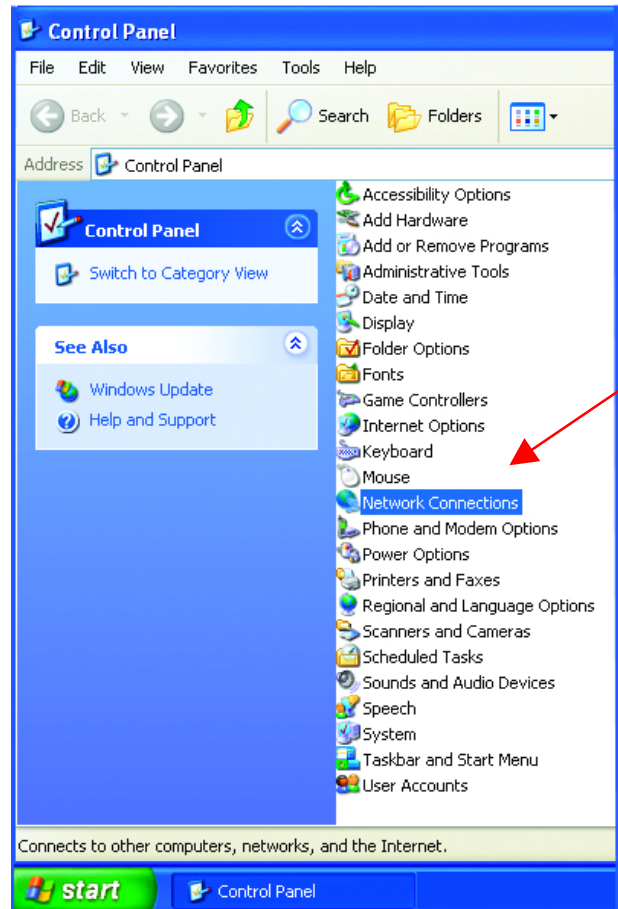 Control Panel
File Edit View Favorites Tools Help
Back Search Folders
Address Control Panel
Control Panel
Switch to Category View
See Also
Windows Update
Help and Support
Accessibility Options
Add Hardware
Add or Remove Programs
Administrative Tools
Date and Time
Display
Folder Options
Fonts
Game Controllers
Internet Options
Keyboard
Mouse
Network Connections
Phone and Modem Options
Power Options
Printers and Faxes
Regional and Language Options
Scanners and Cameras
Scheduled Tasks
Sounds and Audio Devices
Speech
System
Taskbar and Start Menu
User Accounts
Connects to other computers, networks, and the Internet.
start Control Panel